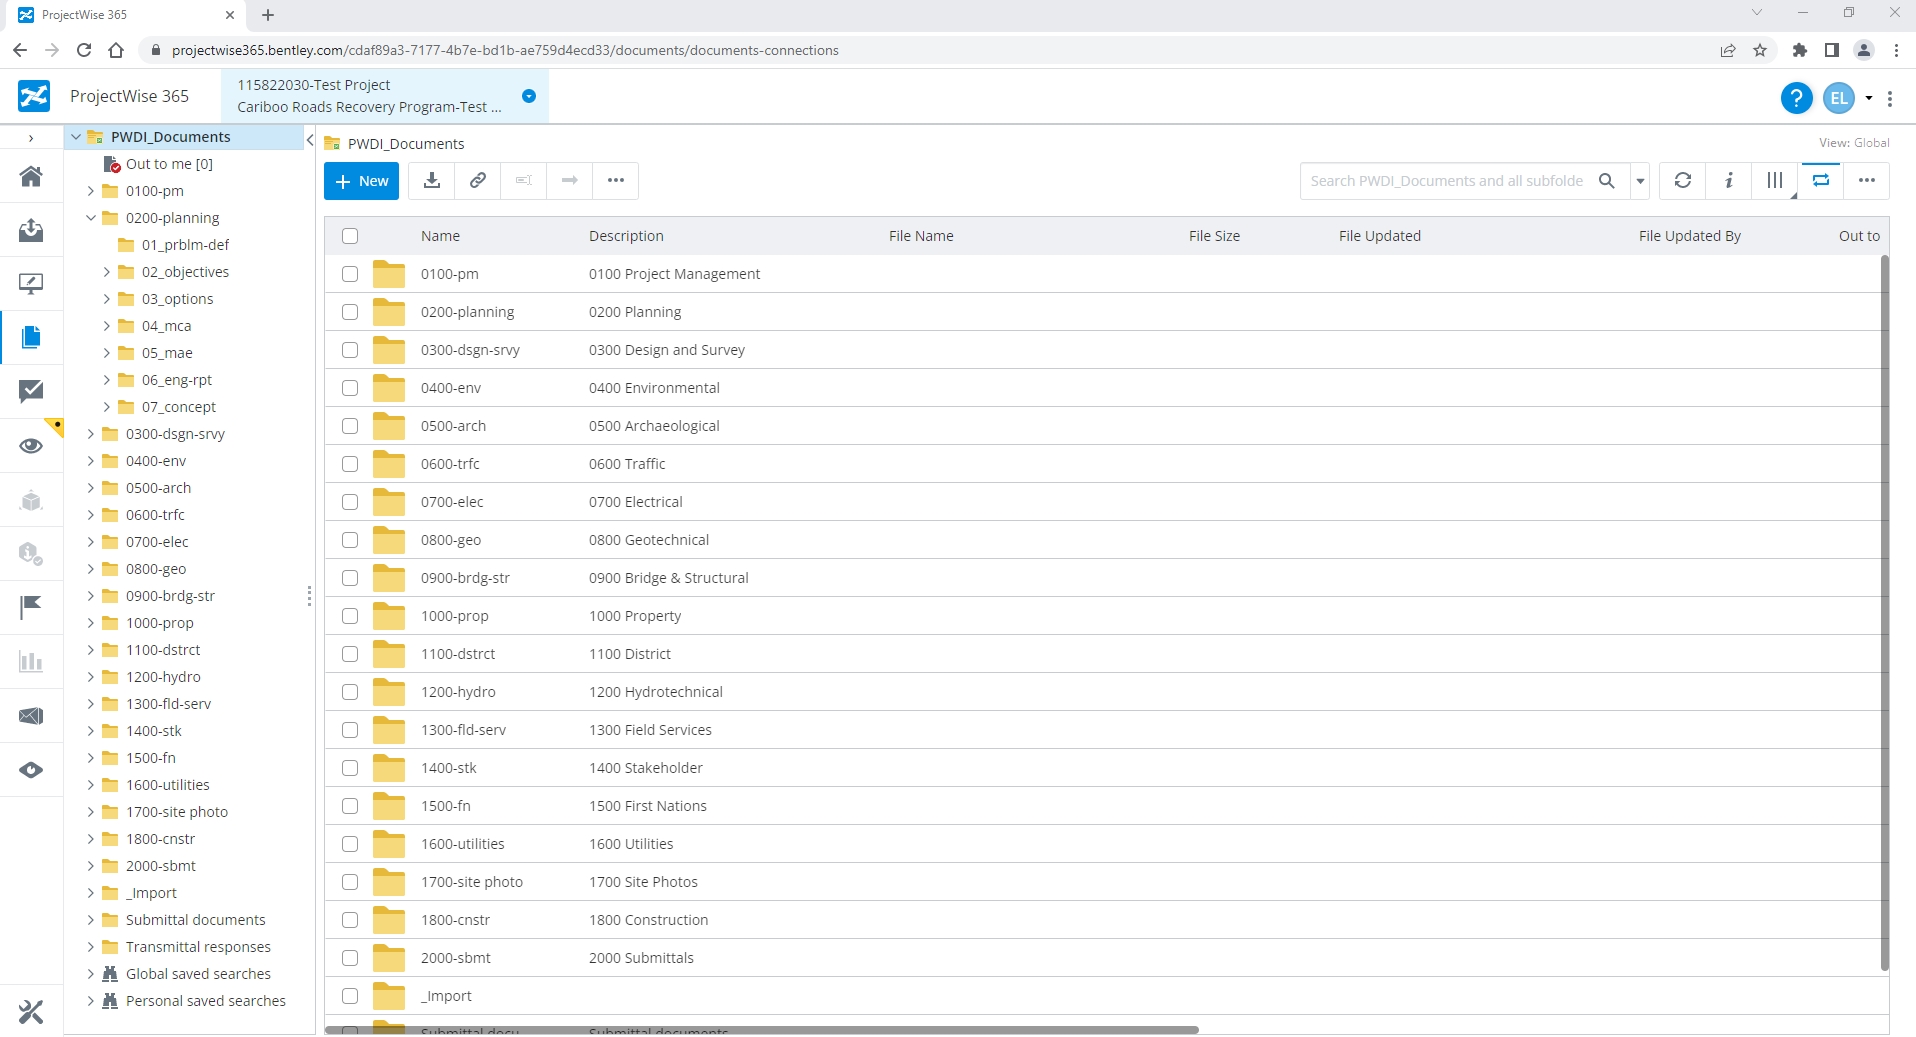 ProjectWise 365
projectwise365.bentley.com/cdaf89a3-7177-4b7e-bd1b-ae759d4ecd33/documents/documents-connections
ProjectWise 365
115822030-Test Project
Cariboo Roads Recovery Program-Test ...
?
EL
PWDI_Documents
Out to me [0]
0100-pm
0200-planning
01_prblm-def
02_objectives
03_options
04_mca
05_mae
06_eng-rpt
07_concept
0300-dsgn-srvy
0400-env
0500-arch
0600-trfc
0700-elec
0800-geo
0900-brdg-str
1000-prop
1100-dstrct
1200-hydro
1300-fld-serv
1400-stk
1500-fn
1600-utilities
1700-site photo
1800-cnstr
2000-sbmt
_Import
Submittal documents
Transmittal responses
Global saved searches
Personal saved searches
PWDI_Documents
View: Global
+ New
Search PWDI_Documents and all subfolde
Name Description File Name File Size File Updated File Updated By Out to
0100-pm 0100 Project Management
0200-planning 0200 Planning
0300-dsgn-srvy 0300 Design and Survey
0400-env 0400 Environmental
0500-arch 0500 Archaeological
0600-trfc 0600 Traffic
0700-elec 0700 Electrical
0800-geo 0800 Geotechnical
0900-brdg-str 0900 Bridge & Structural
1000-prop 1000 Property
1100-dstrct 1100 District
1200-hydro 1200 Hydrotechnical
1300-fld-serv 1300 Field Services
1400-stk 1400 Stakeholder
1500-fn 1500 First Nations
1600-utilities 1600 Utilities
1700-site photo 1700 Site Photos
1800-cnstr 1800 Construction
2000-sbmt 2000 Submittals
_Import
Submittal docu Submittal documents